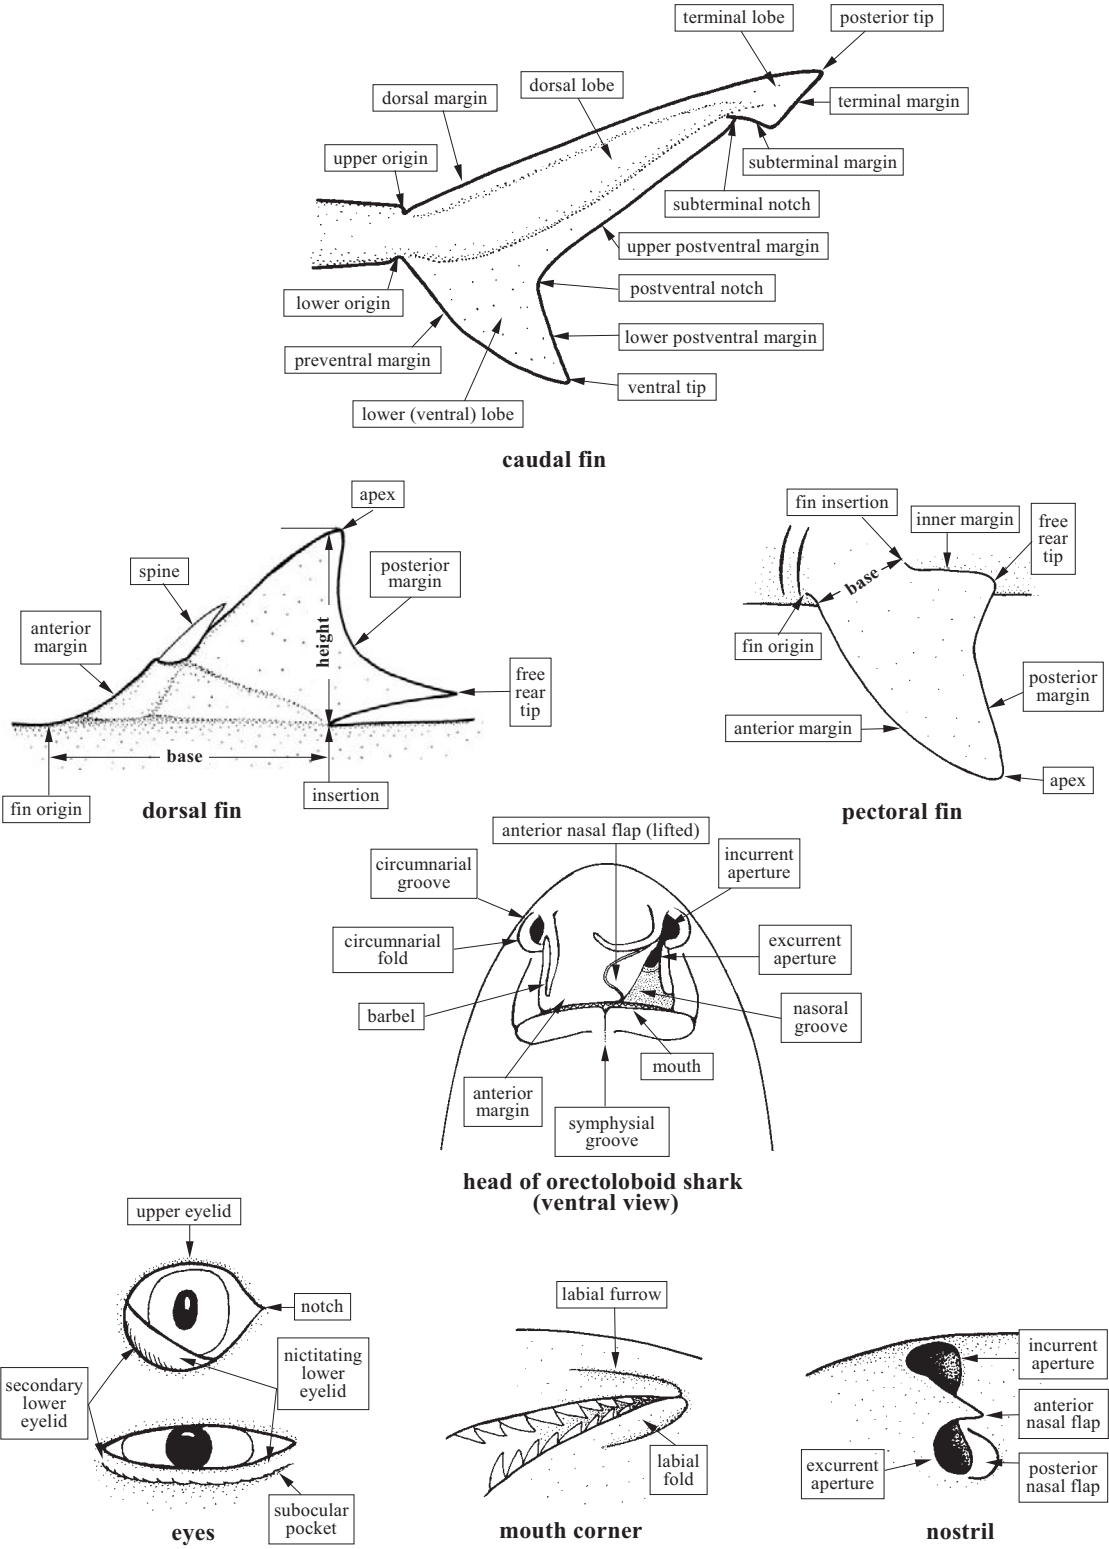 terminal lobe
posterior tip
dorsal lobe
dorsal margin
terminal margin
upper origin
subterminal margin
subterminal notch
upper postventral margin
postventral notch
lower origin
lower postventral margin
preventral margin
ventral tip
lower (ventral) lobe
caudal fin
apex
spine
posterior
margin
anterior
margin
height
free
rear
tip
base
fin origin
insertion
dorsal fin
fin insertion
inner margin
free
rear
tip
base
fin origin
posterior
margin
anterior margin
apex
pectoral fin
anterior nasal flap (lifted)
circumnarial
groove
incurrent
aperture
circumnarial
fold
excurrent
aperture
barbel
nasoral
groove
mouth
anterior
margin
symphysial
groove
head of orectoloboid shark
(ventral view)
upper eyelid
notch
nictitating
lower
eyelid
secondary
lower
eyelid
subocular
pocket
eyes
labial furrow
labial
fold
mouth corner
incurrent
aperture
anterior
nasal flap
excurrent
aperture
posterior
nasal flap
nostril